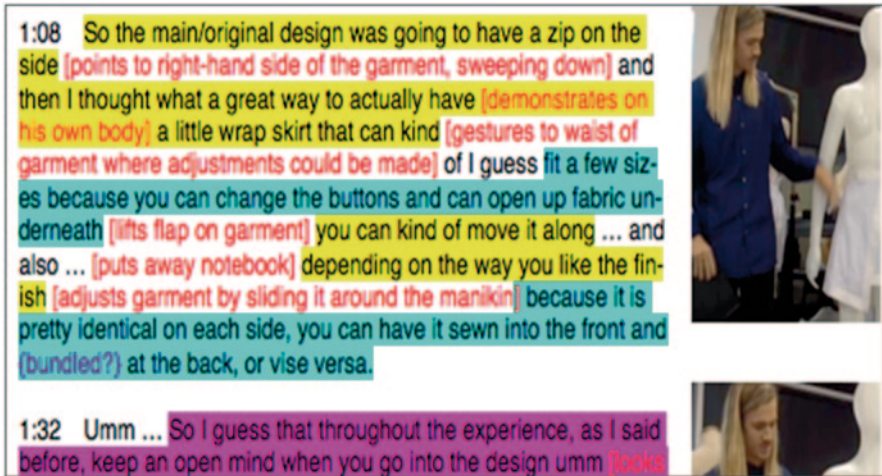 1:08 So the main/original design was going to have a zip on the
side [points to right-hand side of the garment, sweeping down] and
then I thought what a great way to actually have [demonstrates on
his own body] a little wrap skirt that can kind [gestures to waist of
garment where adjustments could be made] of I guess fit a few siz-
es because you can change the buttons and can open up fabric un-
derneath [lifts flap on garment] you can kind of move it along ... and
also ... [puts away notebook] depending on the way you like the fin-
ish [adjusts garment by sliding it around the manikin] because it is
pretty identical on each side, you can have it sewn into the front and
{bundled?} at the back, or vise versa.
1:32 Umm ... So I guess that throughout the experience, as I said
before, keep an open mind when you go into the design umm [looks